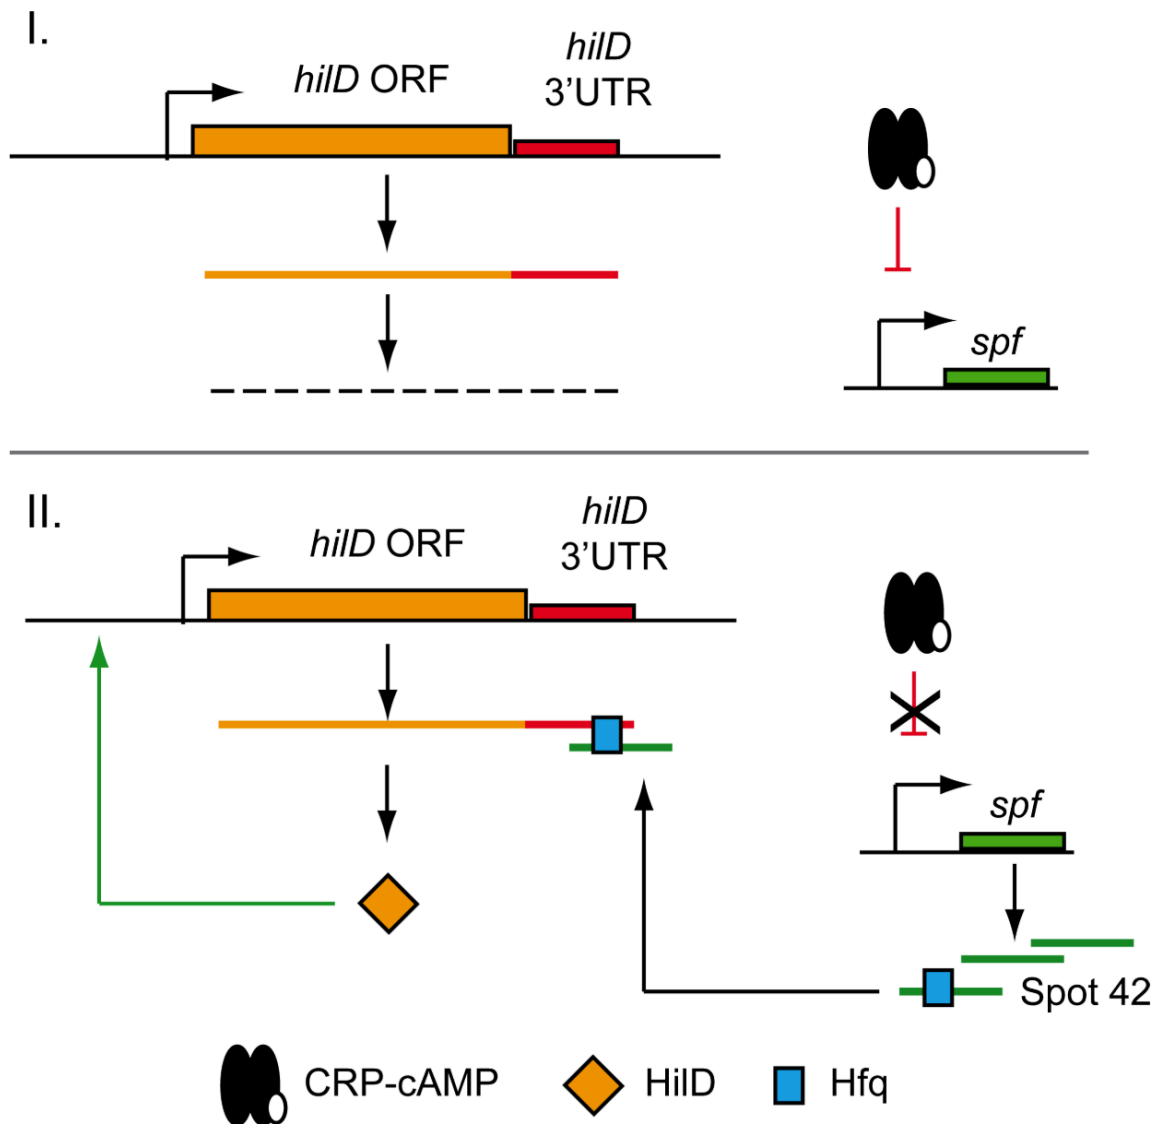 I.
hilD ORF
hilD
3'UTR
spf
II.
hilD ORF
hilD
3'UTR
spf
Spot 42
CRP-cAMP
HilD
Hfq